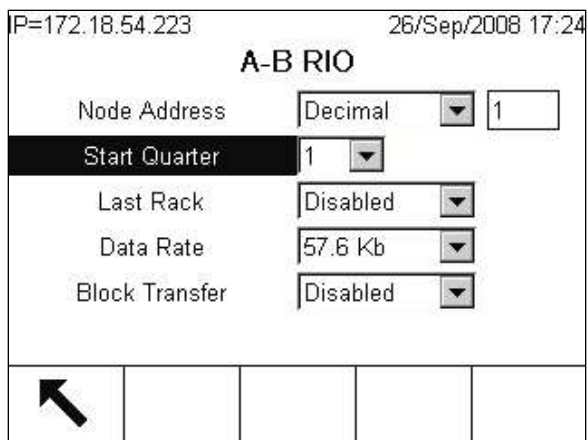 IP=172.18.54.223 26/Sep/2008 17:24
A-B RIO
Node Address Decimal 1
Start Quarter 1
Last Rack Disabled
Data Rate 57.6 Kb
Block Transfer Disabled